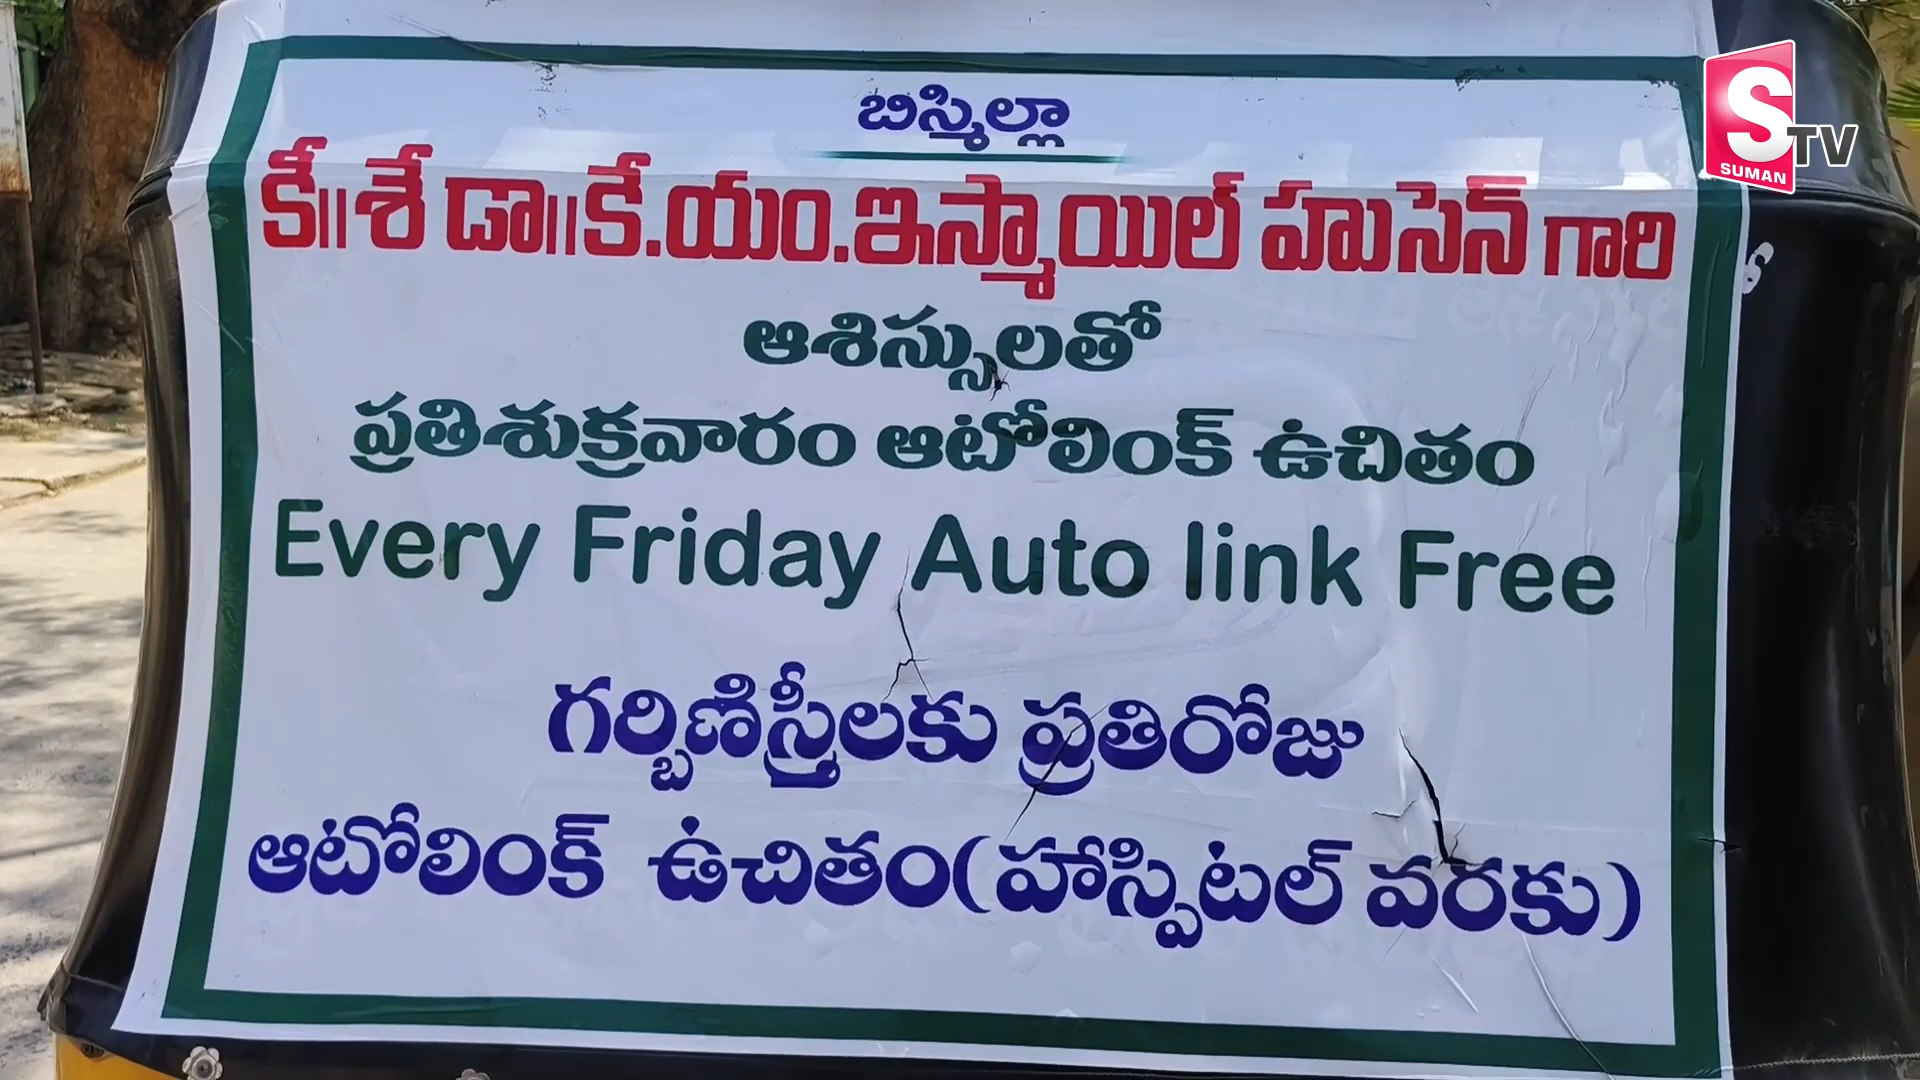 బిస్మిల్లా
కీ॥శే డా॥కే.యం.ఇస్మాయిల్ హుసెన్ గారి
ఆశిస్సులతో
ప్రతిశుక్రవారం ఆటోలింక్ ఉచితం
Every Friday Auto link Free
గర్బిణిస్త్రీలకు ప్రతిరోజు
ఆటోలింక్ ఉచితం(హాస్పిటల్ వరకు)
S TV
SUMAN